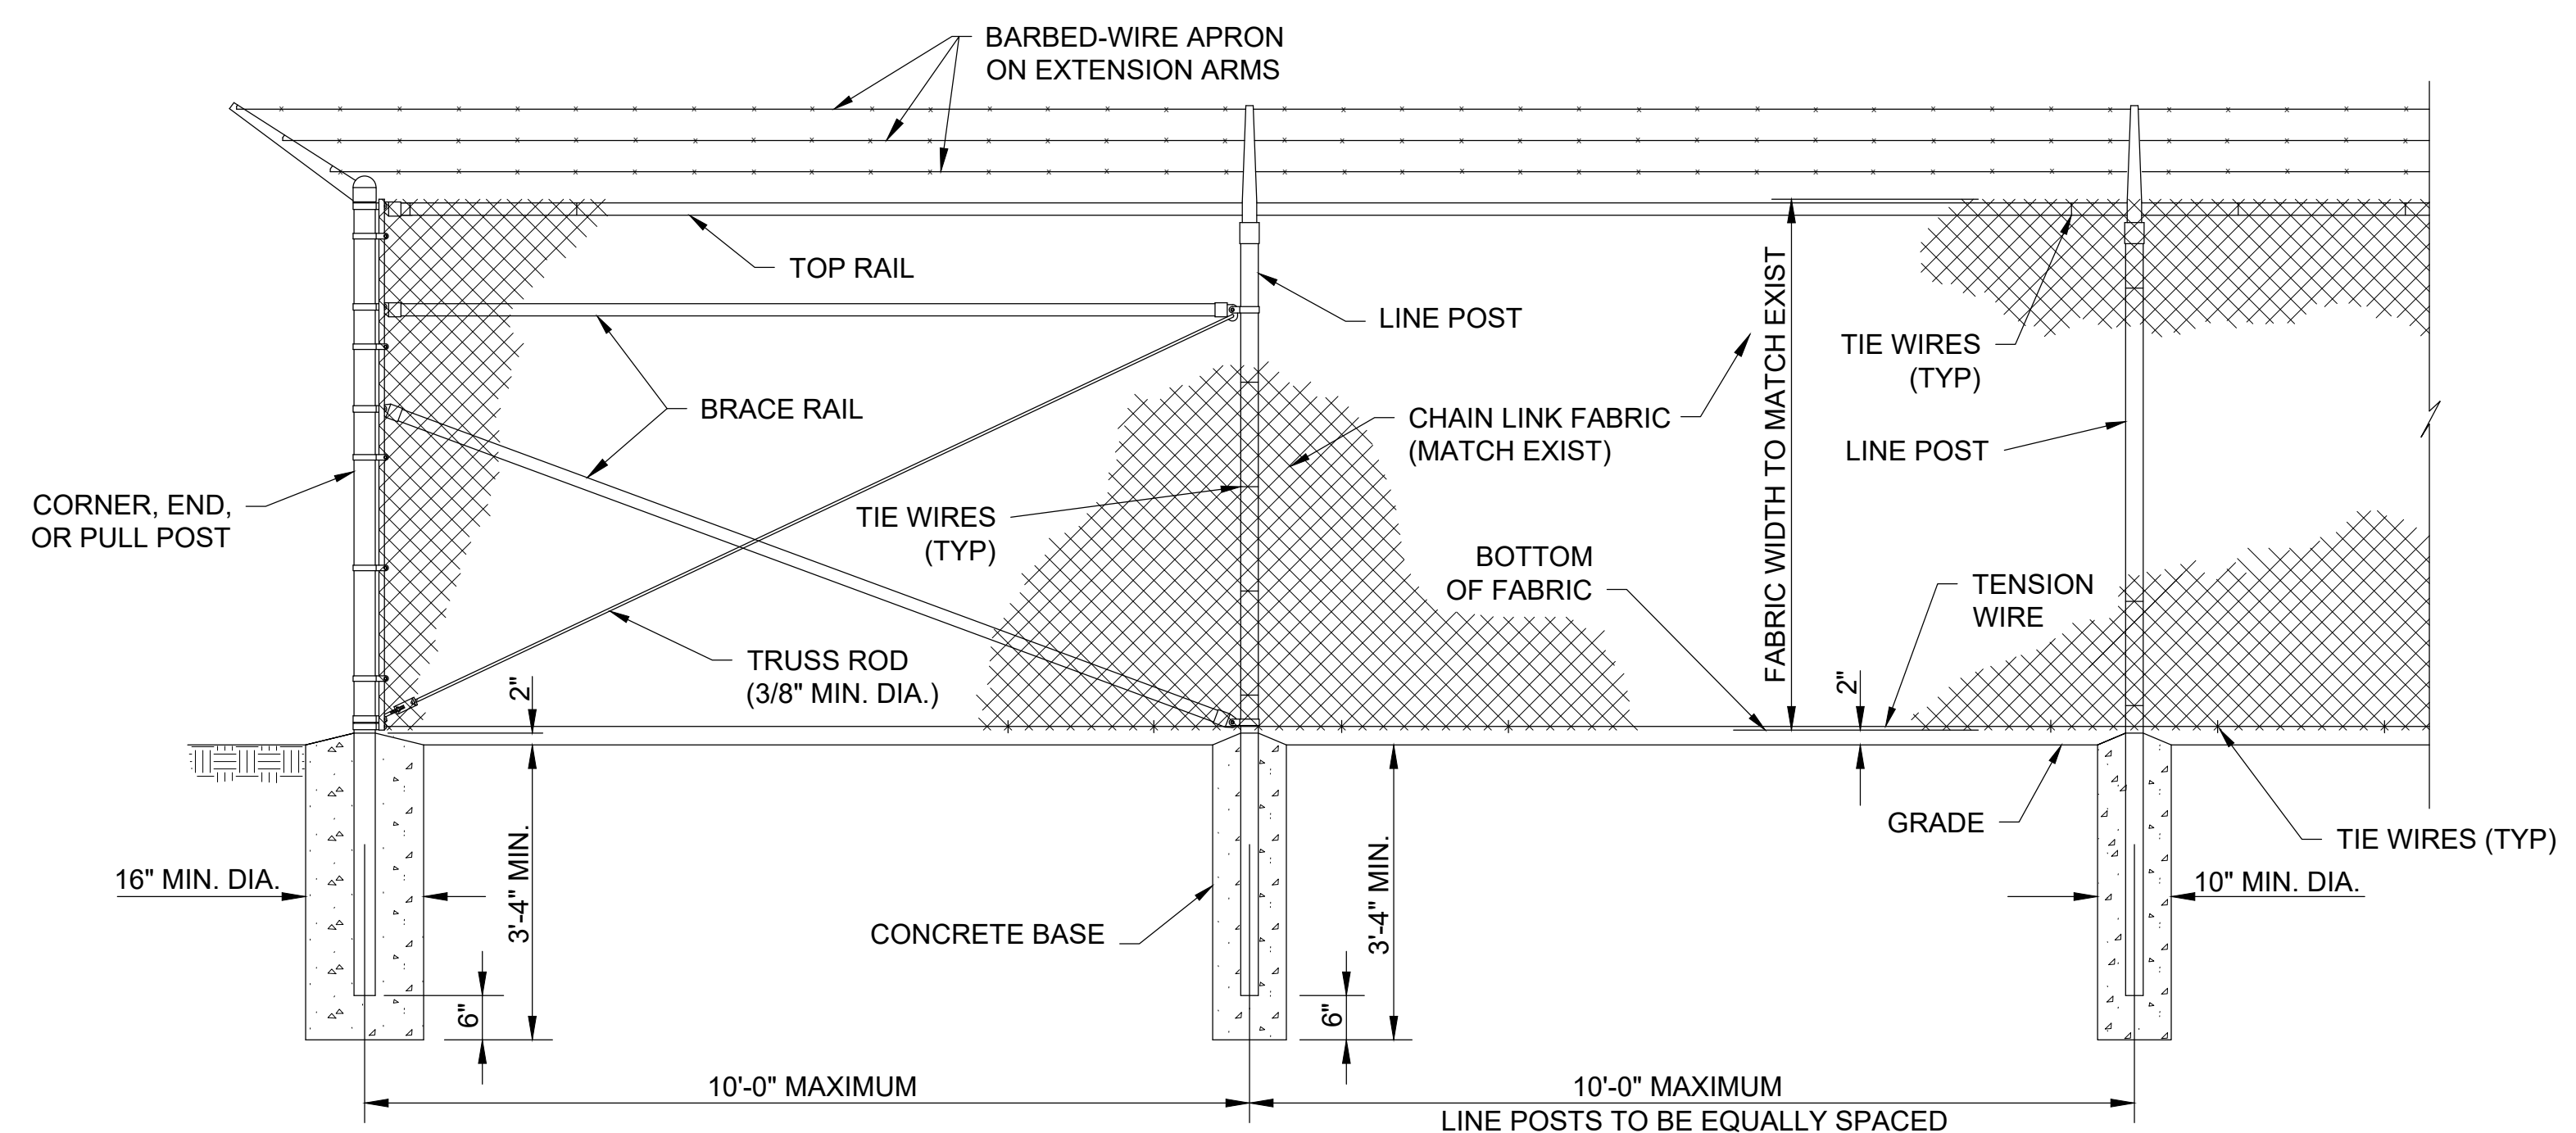 BARBED-WIRE APRON
ON EXTENSION ARMS
TOP RAIL
LINE POST
FABRIC WIDTH TO MATCH EXIST
TIE WIRES
(TYP)
BRACE RAIL
CHAIN LINK FABRIC
(MATCH EXIST)
LINE POST
CORNER, END,
OR PULL POST
TIE WIRES
(TYP)
BOTTOM
OF FABRIC
TENSION
WIRE
TRUSS ROD
(3/8" MIN. DIA.)
2"
2"
GRADE
TIE WIRES (TYP)
16" MIN. DIA.
3'-4" MIN.
3'-4" MIN.
10" MIN. DIA.
CONCRETE BASE
6"
6"
10'-0" MAXIMUM
10'-0" MAXIMUM
LINE POSTS TO BE EQUALLY SPACED